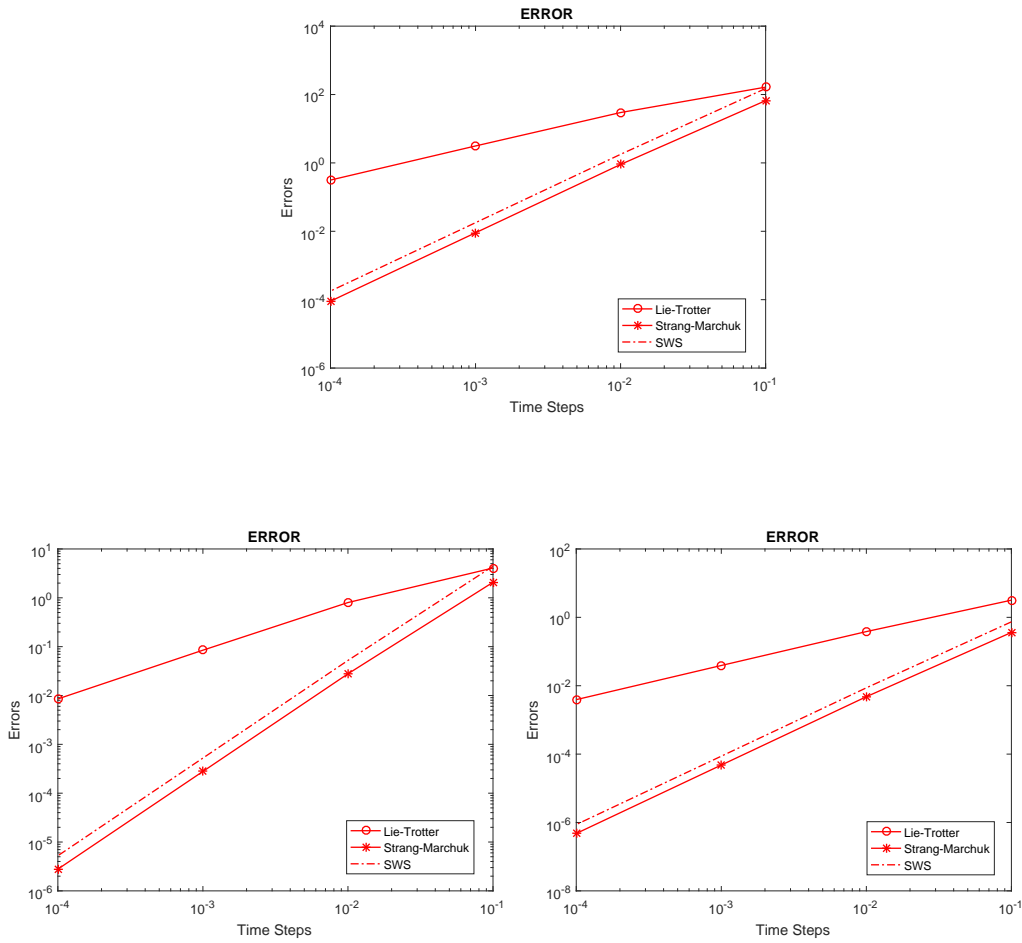 ERROR
10^4
10^2
10^0
10^-2
10^-4
10^-6
Errors
10^-4
10^-3
10^-2
10^-1
Time Steps
Lie-Trotter
Strang-Marchuk
SWS
ERROR
10^1
10^0
10^-1
10^-2
10^-3
10^-4
10^-5
10^-6
Errors
10^-4
10^-3
10^-2
10^-1
Time Steps
Lie-Trotter
Strang-Marchuk
SWS
ERROR
10^2
10^0
10^-2
10^-4
10^-6
10^-8
Errors
10^-4
10^-3
10^-2
10^-1
Time Steps
Lie-Trotter
Strang-Marchuk
SWS